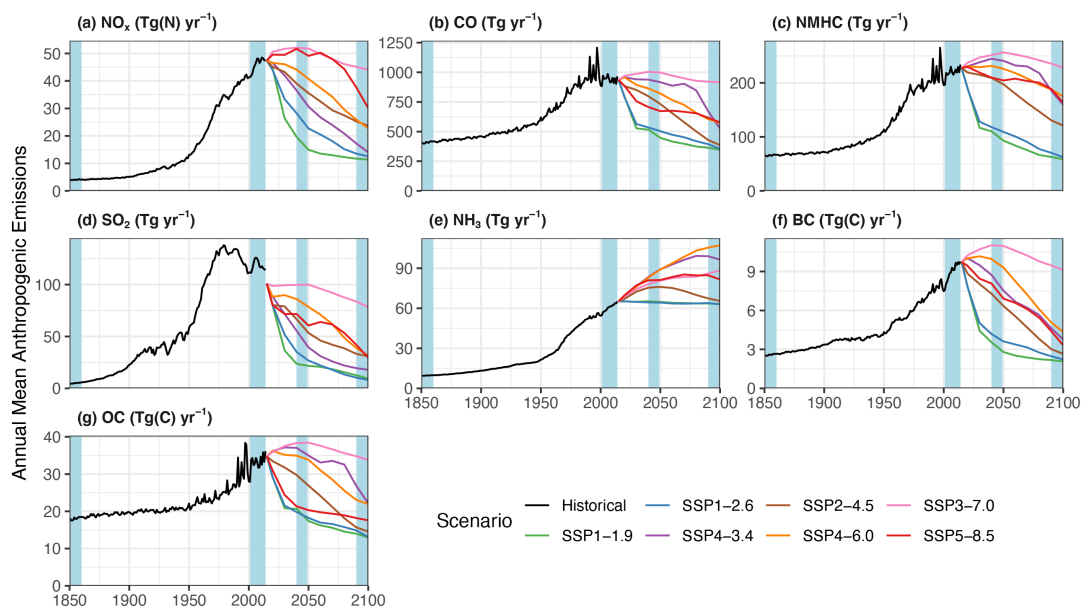 (a) NOₓ (Tg(N) yr⁻¹)
(b) CO (Tg yr⁻¹)
(c) NMHC (Tg yr⁻¹)
50
40
30
20
10
0
1250
1000
750
500
250
0
200
100
0
(d) SO₂ (Tg yr⁻¹)
(e) NH₃ (Tg yr⁻¹)
(f) BC (Tg(C) yr⁻¹)
100
50
0
90
60
30
0
9
6
3
0
1850 1900 1950 2000 2050 2100
1850 1900 1950 2000 2050 2100
(g) OC (Tg(C) yr⁻¹)
40
30
20
10
0
1850 1900 1950 2000 2050 2100
Annual Mean Anthropogenic Emissions
Scenario
Historical SSP1−2.6 SSP2−4.5 SSP3−7.0
SSP1−1.9 SSP4−3.4 SSP4−6.0 SSP5−8.5